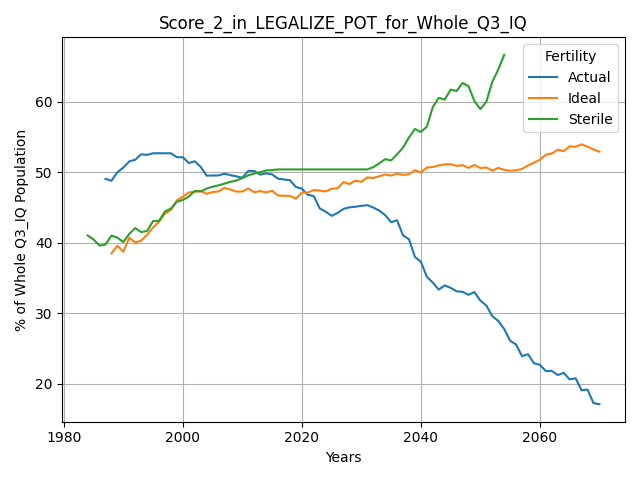 Score_2_in_LEGALIZE_POT_for_Whole_Q3_IQ
Fertility
Actual
Ideal
Sterile
% of Whole Q3_IQ Population
60
50
40
30
20
1980
2000
2020
2040
2060
Years